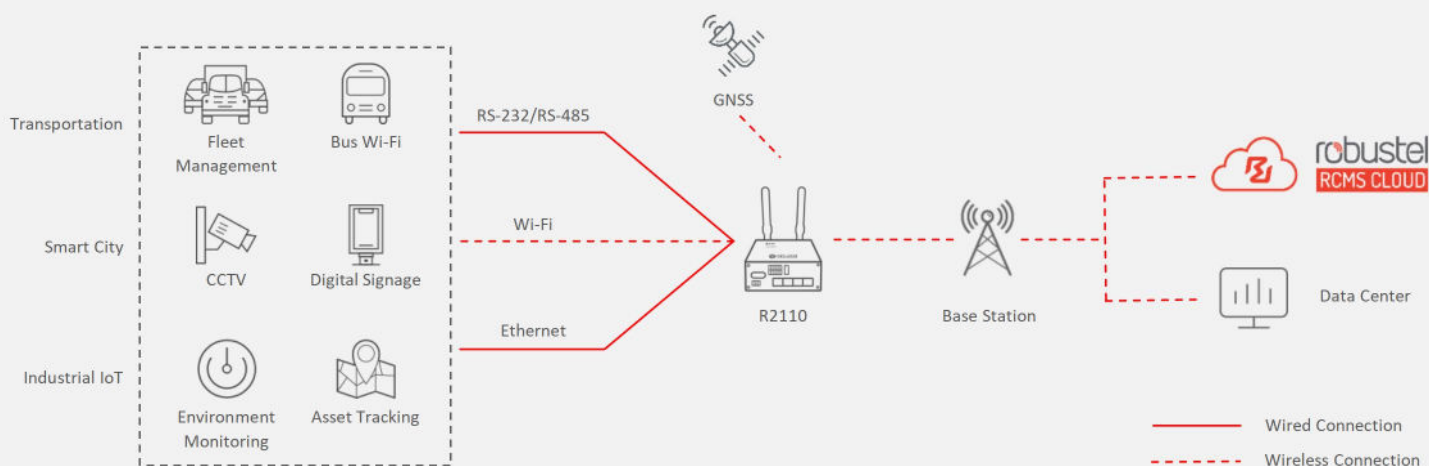 GNSS
Transportation
Fleet
Management
Bus Wi-Fi
RS-232/RS-485
robustel
RCMS CLOUD
Smart City
CCTV
Digital Signage
Wi-Fi
R2110
Base Station
Data Center
Ethernet
Industrial IoT
Environment
Monitoring
Asset Tracking
Wired Connection
Wireless Connection